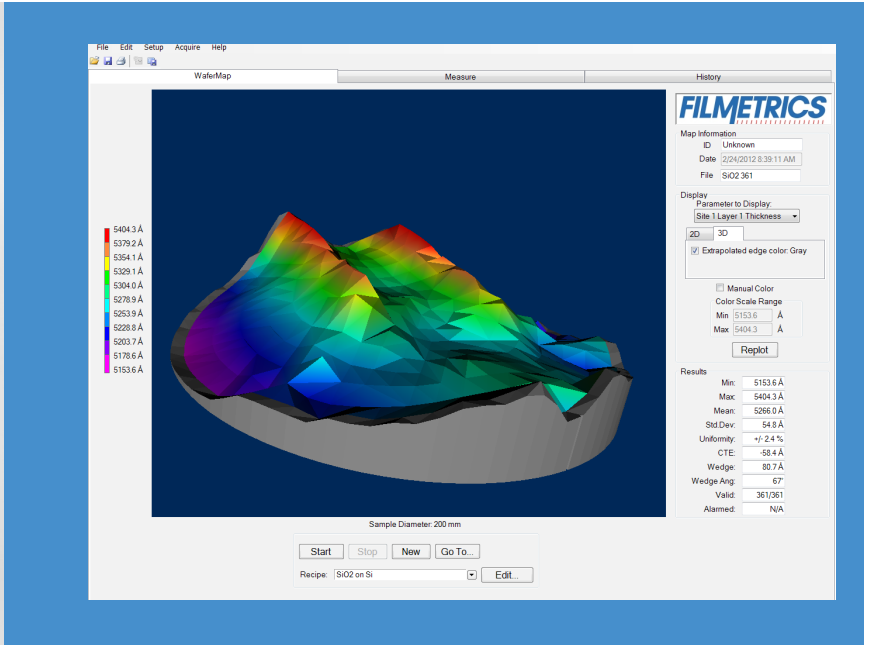 File Edit Setup Acquire Help
WaferMap Measure History
FILMETRICS
Map Information
ID Unknown
Date 2/24/2012 8:39:11 AM
File SiO2 361
Display
Parameter to Display:
Site 1 Layer 1 Thickness
2D 3D
Extrapolated edge color: Gray
Manual Color
Color Scale Range
Min 5153.6 Å
Max 5404.3 Å
Replot
Results
Min: 5153.6 Å
Max: 5404.3 Å
Mean: 5266.0 Å
Std.Dev: 54.8 Å
Uniformity: +/- 2.4 %
CTE: -58.4 Å
Wedge: 80.7 Å
Wedge Ang: 67°
Valid: 361/361
Alarmed: N/A
5404.3 Å
5379.2 Å
5354.1 Å
5329.1 Å
5304.0 Å
5278.9 Å
5253.9 Å
5228.8 Å
5203.7 Å
5178.6 Å
5153.6 Å
Sample Diameter: 200 mm
Start Stop New Go To...
Recipe: SiO2 on Si Edit...